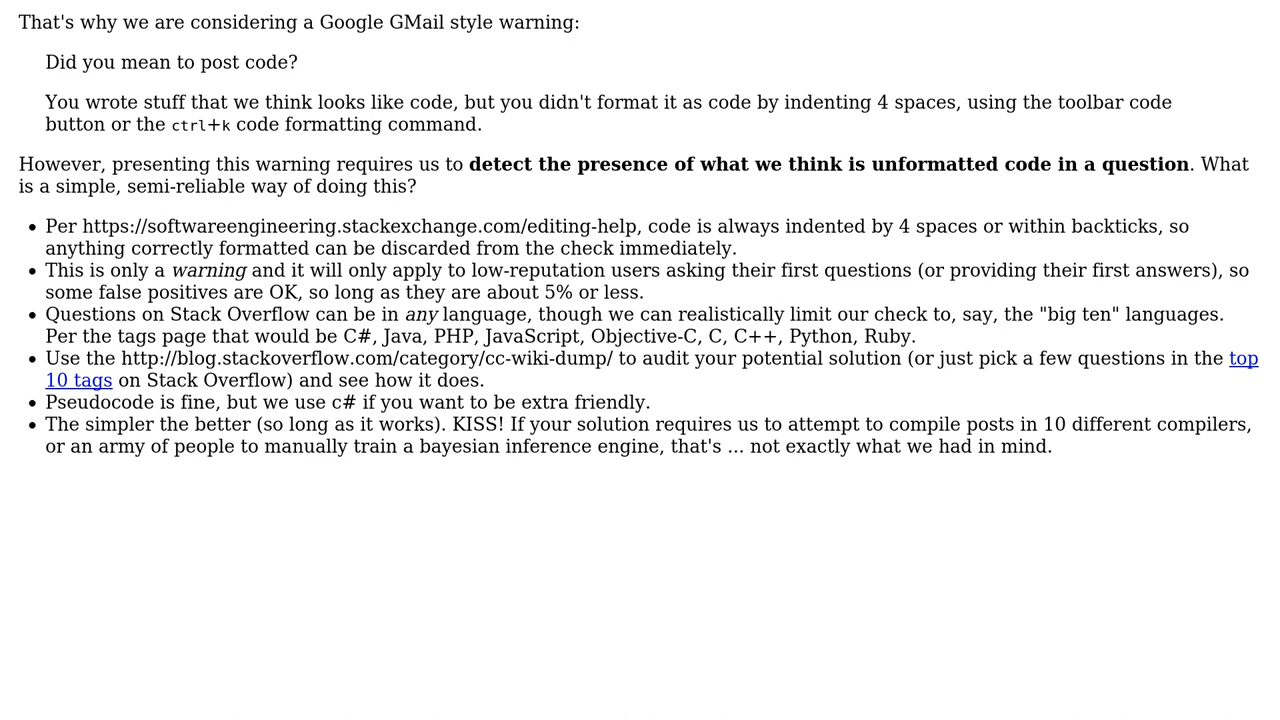 That's why we are considering a Google GMail style warning:
Did you mean to post code?
You wrote stuff that we think looks like code, but you didn't format it as code by indenting 4 spaces, using the toolbar code
button or the ctrl+k code formatting command.
However, presenting this warning requires us to detect the presence of what we think is unformatted code in a question. What
is a simple, semi-reliable way of doing this?
• Per https://softwareengineering.stackexchange.com/editing-help, code is always indented by 4 spaces or within backticks, so
anything correctly formatted can be discarded from the check immediately.
• This is only a warning and it will only apply to low-reputation users asking their first questions (or providing their first answers), so
some false positives are OK, so long as they are about 5% or less.
• Questions on Stack Overflow can be in any language, though we can realistically limit our check to, say, the "big ten" languages.
Per the tags page that would be C#, Java, PHP, JavaScript, Objective-C, C, C++, Python, Ruby.
• Use the http://blog.stackoverflow.com/category/cc-wiki-dump/ to audit your potential solution (or just pick a few questions in the top
10 tags on Stack Overflow) and see how it does.
• Pseudocode is fine, but we use c# if you want to be extra friendly.
• The simpler the better (so long as it works). KISS! If your solution requires us to attempt to compile posts in 10 different compilers,
or an army of people to manually train a bayesian inference engine, that's ... not exactly what we had in mind.